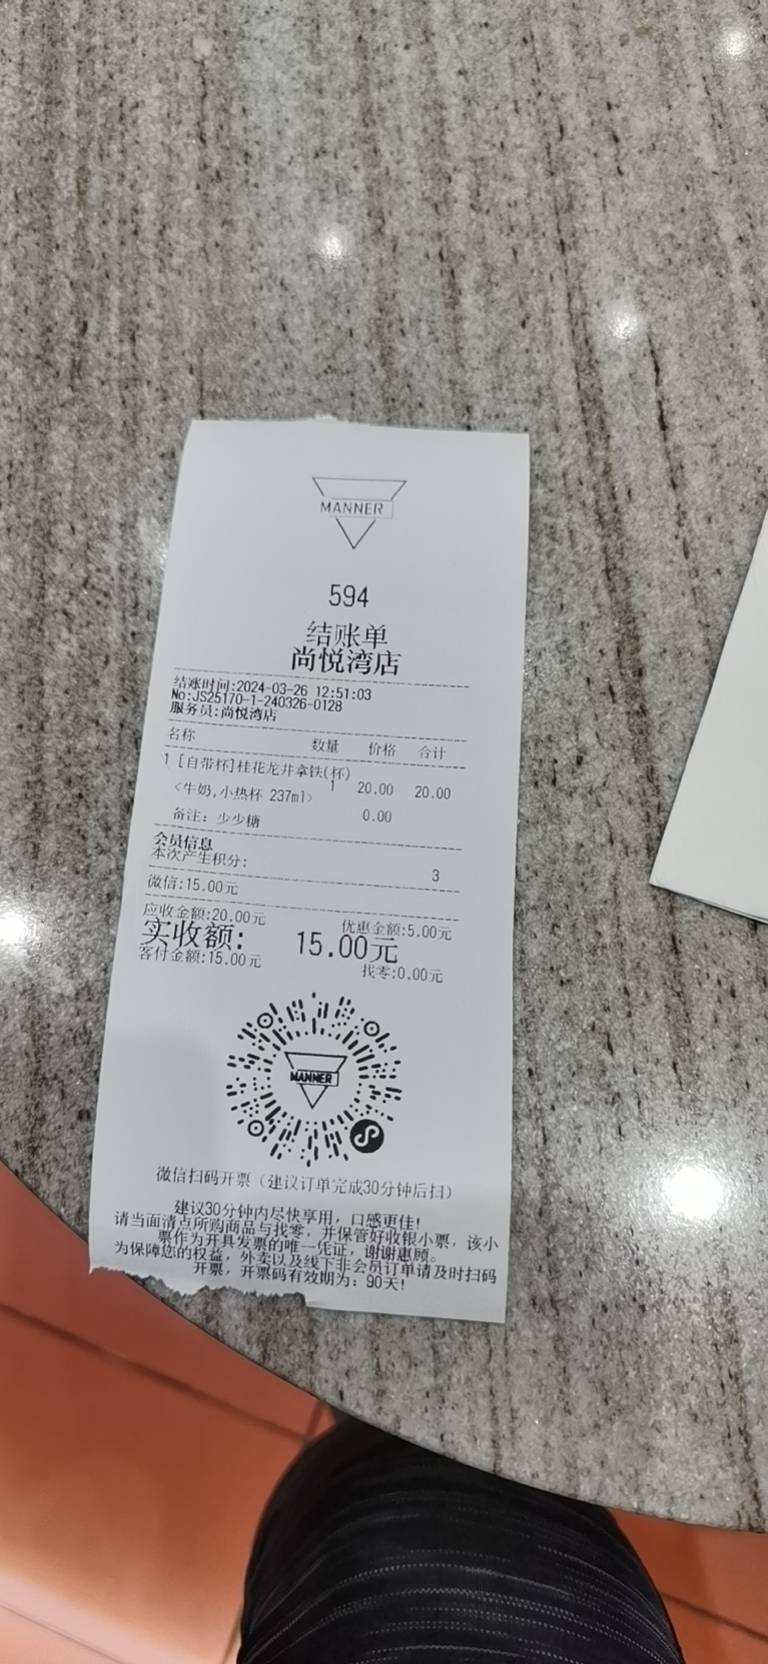 MANNER
594
结账单
尚悦湾店
结账时间:2024-03-26 12:51:03
No:JS25170-1-240326-0128
服务员:尚悦湾店
名称 数量 价格 合计
1 [自带杯]桂花龙井拿铁(杯)
1 20.00 20.00
<牛奶,小热杯 237ml>
备注: 少少糖 0.00
会员信息
本次产生积分: 3
微信:15.00元
应收金额:20.00元 优惠金额:5.00元
实收额: 15.00元
客付金额:15.00元 找零:0.00元
MANNER
微信扫码开票（建议订单完成30分钟后扫）
建议30分钟内尽快享用，口感更佳!
请当面清点所购商品与找零，并保管好收银小票，该小
票作为开具发票的唯一凭证，谢谢惠顾。
为保障您的权益，外卖以及线下非会员订单请及时扫码
开票，开票码有效期为：90天!